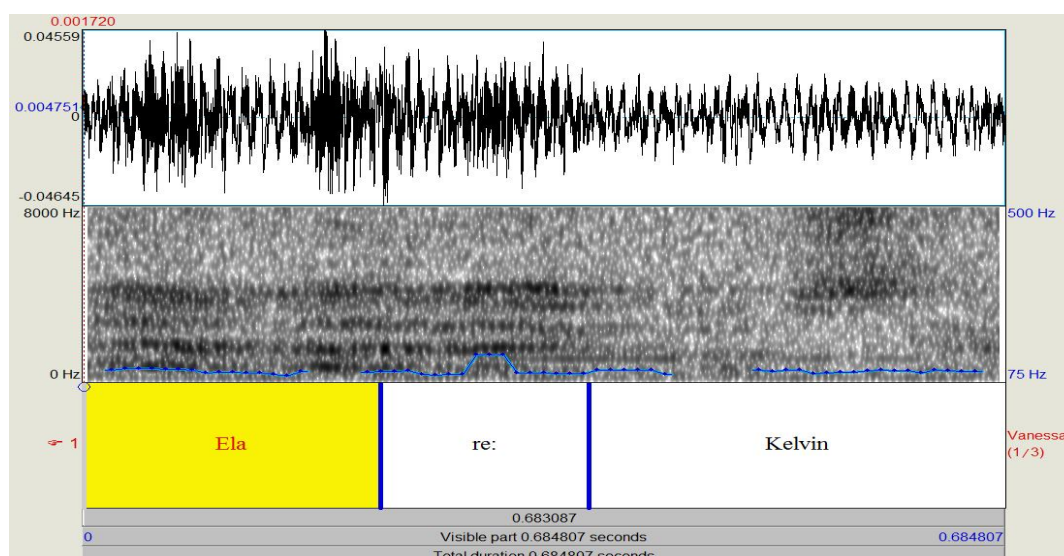 0.001720
0.04559
0.004751
0
-0.04645
8000 Hz
500 Hz
0 Hz
75 Hz
☞ 1
Ela
re:
Kelvin
Vanessa
(1/3)
0.683087
0
Visible part 0.684807 seconds
0.684807
Total duration 0.684807 seconds